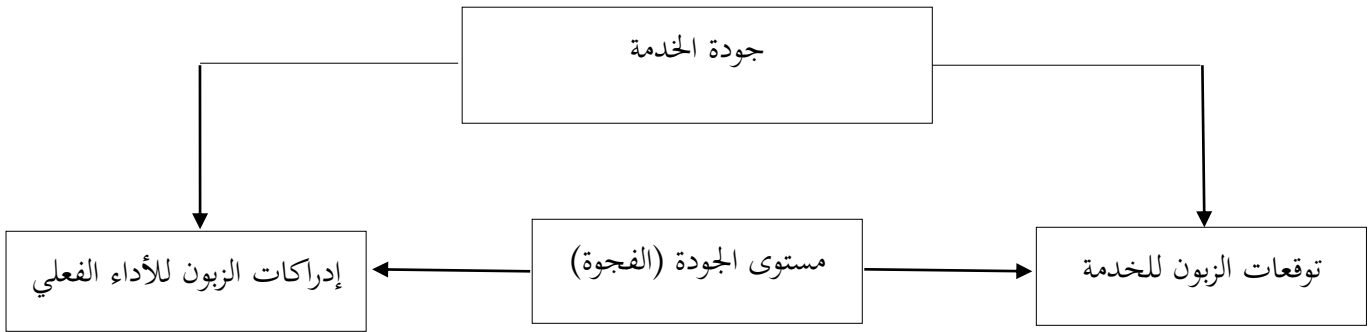 جودة الخدمة
توقعات الزبون للخدمة
مستوى الجودة (الفجوة)
إدراكات الزبون للأداء الفعلي